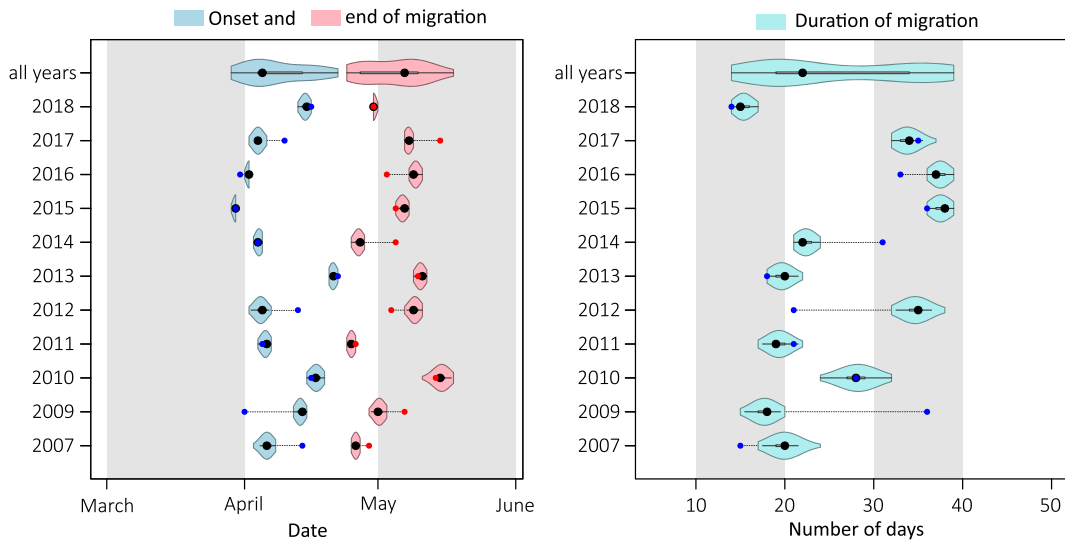 Onset and end of migration
all years
2018
2017
2016
2015
2014
2013
2012
2011
2010
2009
2007
March April May June
Date
Duration of migration
all years
2018
2017
2016
2015
2014
2013
2012
2011
2010
2009
2007
10 20 30 40 50
Number of days